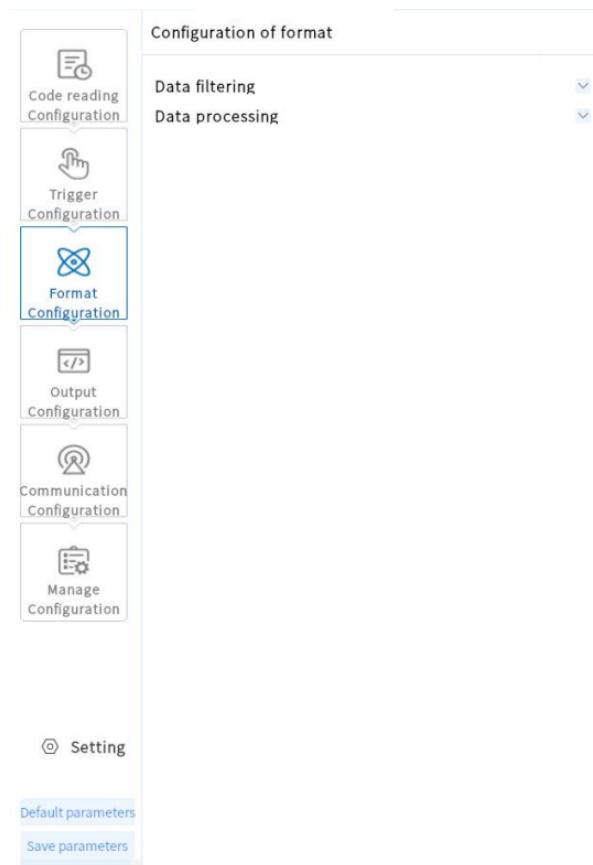 Configuration of format
Data filtering
Data processing
Code reading
Configuration
Trigger
Configuration
Format
Configuration
Output
Configuration
Communication
Configuration
Manage
Configuration
Setting
Default parameters
Save parameters